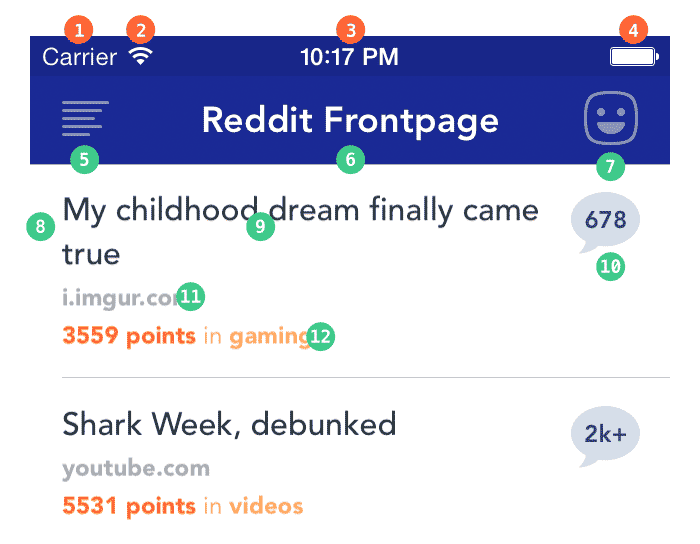 1 2 3 4
Carrier 10:17 PM
Reddit Frontpage
5 6 7
My childhood dream finally came
true
8 9
678
10
i.imgur.com 11
3559 points in gaming 12
Shark Week, debunked
2k+
youtube.com
5531 points in videos